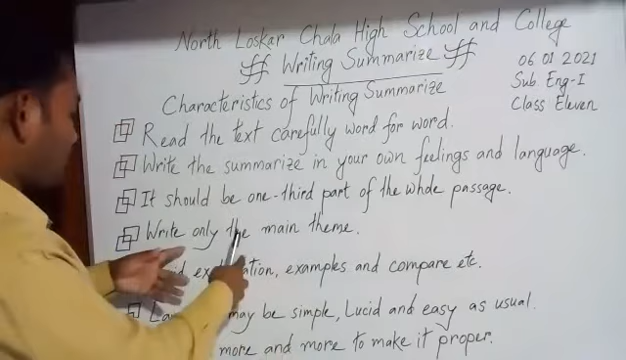 North Loskar Chala High School and College
Writing Summarize
06 01 2021
Sub Eng-I
Class Eleven
Characteristics of Writing Summarize
Read the text carefully word for word.
Write the summarize in your own feelings and language.
It should be one-third part of the whole passage.
Write only the main theme.
examples and compare etc.
may be simple, Lucid and easy as usual.
more and more to make it proper.